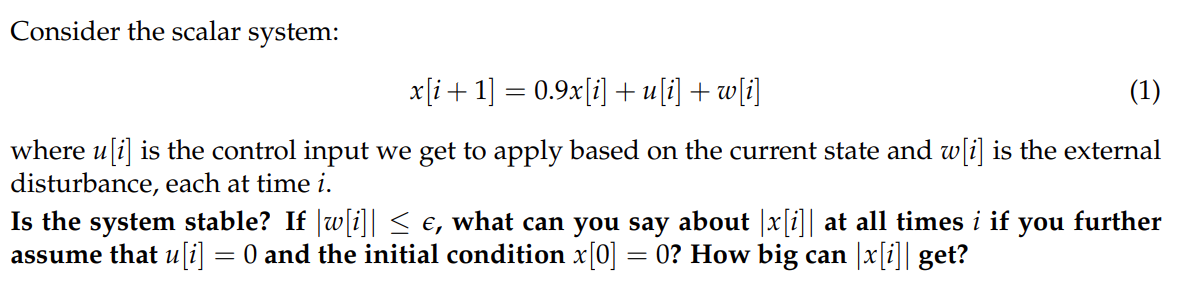 Consider the scalar system:
x[i + 1] = 0.9x[i] + u[i] + w[i] (1)
where u[i] is the control input we get to apply based on the current state and w[i] is the external
disturbance, each at time i.
Is the system stable? If |w[i]| ≤ ϵ, what can you say about |x[i]| at all times i if you further
assume that u[i] = 0 and the initial condition x[0] = 0? How big can |x[i]| get?